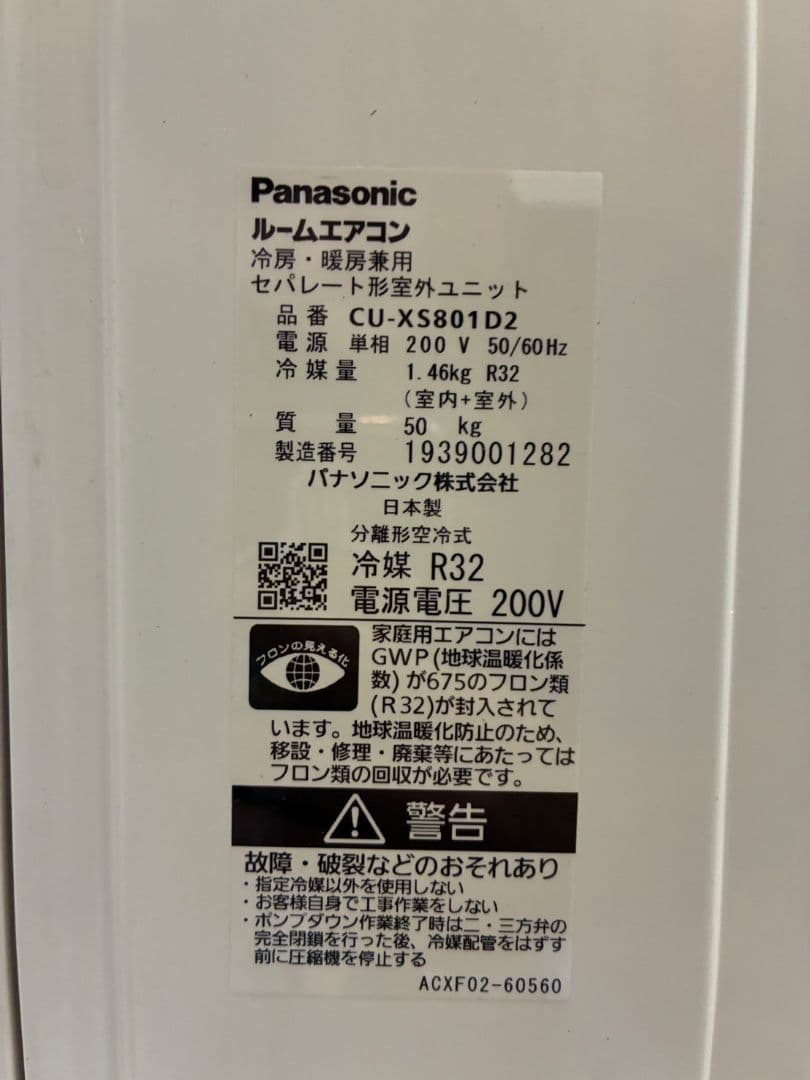 Panasonic
ルームエアコン
冷房・暖房兼用
セパレート形室外ユニット
品番 CU-XS801D2
電源 単相 200 V 50/60Hz
冷媒量 1.46kg R32
(室内+室外)
質量 50 kg
製造番号 1939001282
パナソニック株式会社
日本製
分離形空冷式
冷媒 R32
電源電圧 200V
フロンの見える化
家庭用エアコンには
GWP(地球温暖化係
数)が675のフロン類
(R32)が封入されて
います。地球温暖化防止のため、
移設・修理・廃棄等にあたっては
フロン類の回収が必要です。
警告
故障・破裂などのおそれあり
・指定冷媒以外を使用しない
・お客様自身で工事作業をしない
・ポンプダウン作業終了時は二・三方弁の
完全閉鎖を行った後、冷媒配管をはずす
前に圧縮機を停止する
ACXF02-60560